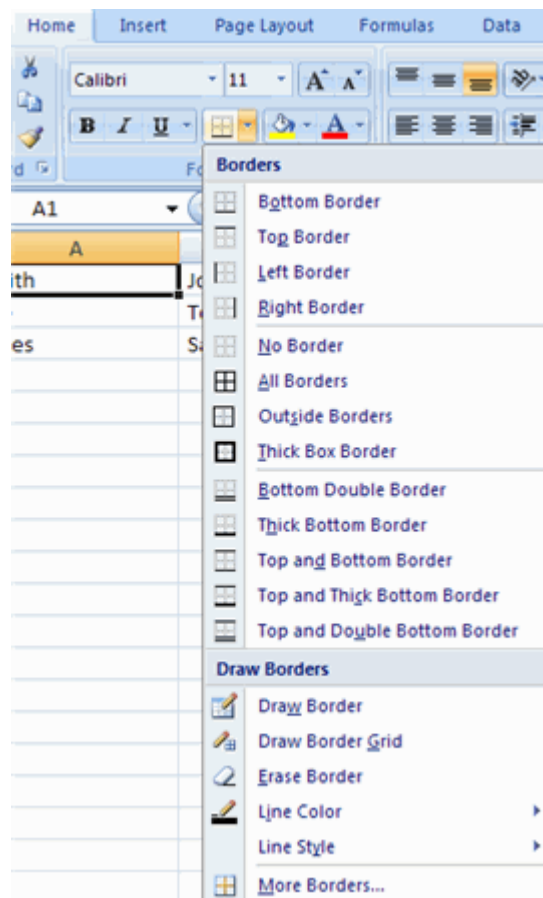 Home Insert Page Layout Formulas Data
Calibri 11 A A
B I U A
A1
Borders
A
Bottom Border
Top Border
Left Border
Right Border
No Border
All Borders
Outside Borders
Thick Box Border
Bottom Double Border
Thick Bottom Border
Top and Bottom Border
Top and Thick Bottom Border
Top and Double Bottom Border
Draw Borders
Draw Border
Draw Border Grid
Erase Border
Line Color
Line Style
More Borders...